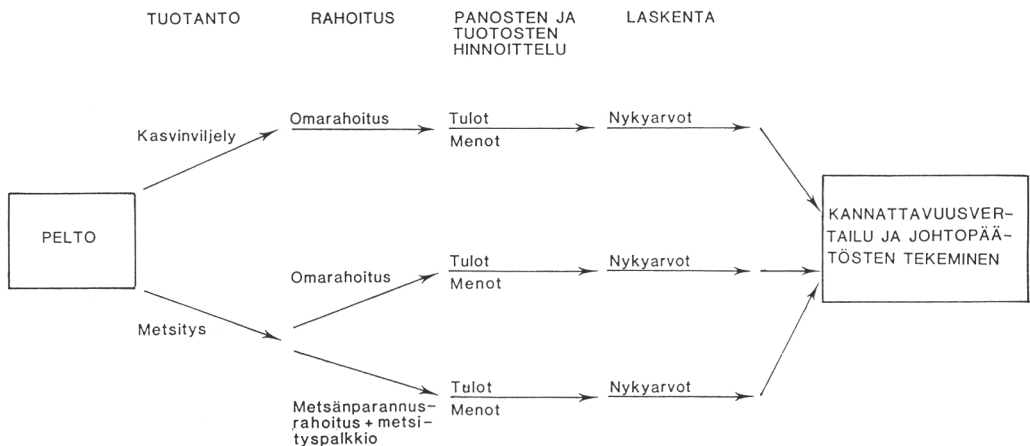 TUOTANTO
RAHOITUS
PANOSTEN JA
TUOTOSTEN
HINNOITTELU
LASKENTA
Kasvinviljely
Omarahoitus
Tulot
Menot
Nykyarvot
PELTO
Metsitys
Omarahoitus
Tulot
Menot
Nykyarvot
Metsänparannus-
rahoitus + metsi-
tyspalkkio
Tulot
Menot
Nykyarvot
KANNATTAVUUSVER-
TAILU JA JOHTOPÄÄ-
TÖSTEN TEKEMINEN